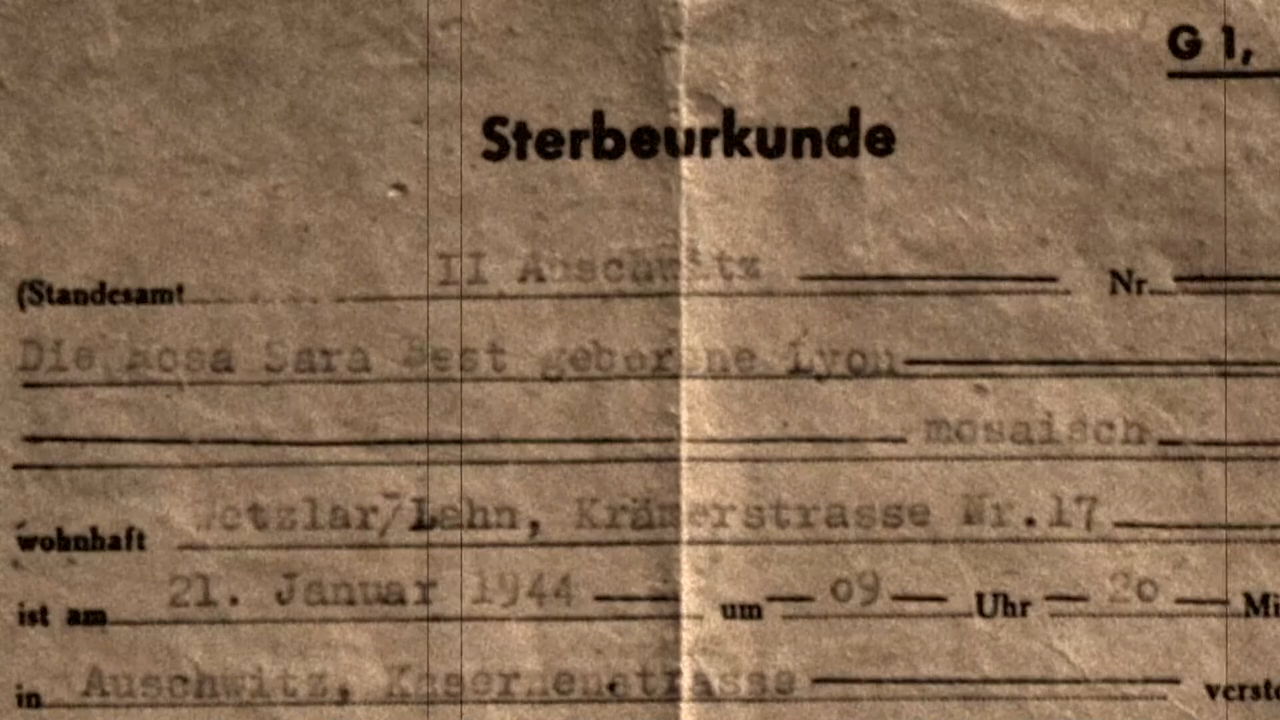 G 1,
Sterbeurkunde
(Standesamt II Auschwitz Nr.
Die Rosa Sara Best geborene Lyon
mosaisch
wohnhaft Wetzlar/Lahn, Krämerstrasse Nr.17
ist am 21. Januar 1944 um 09 Uhr 20 Mi
in Auschwitz, Kasernenstrasse verst